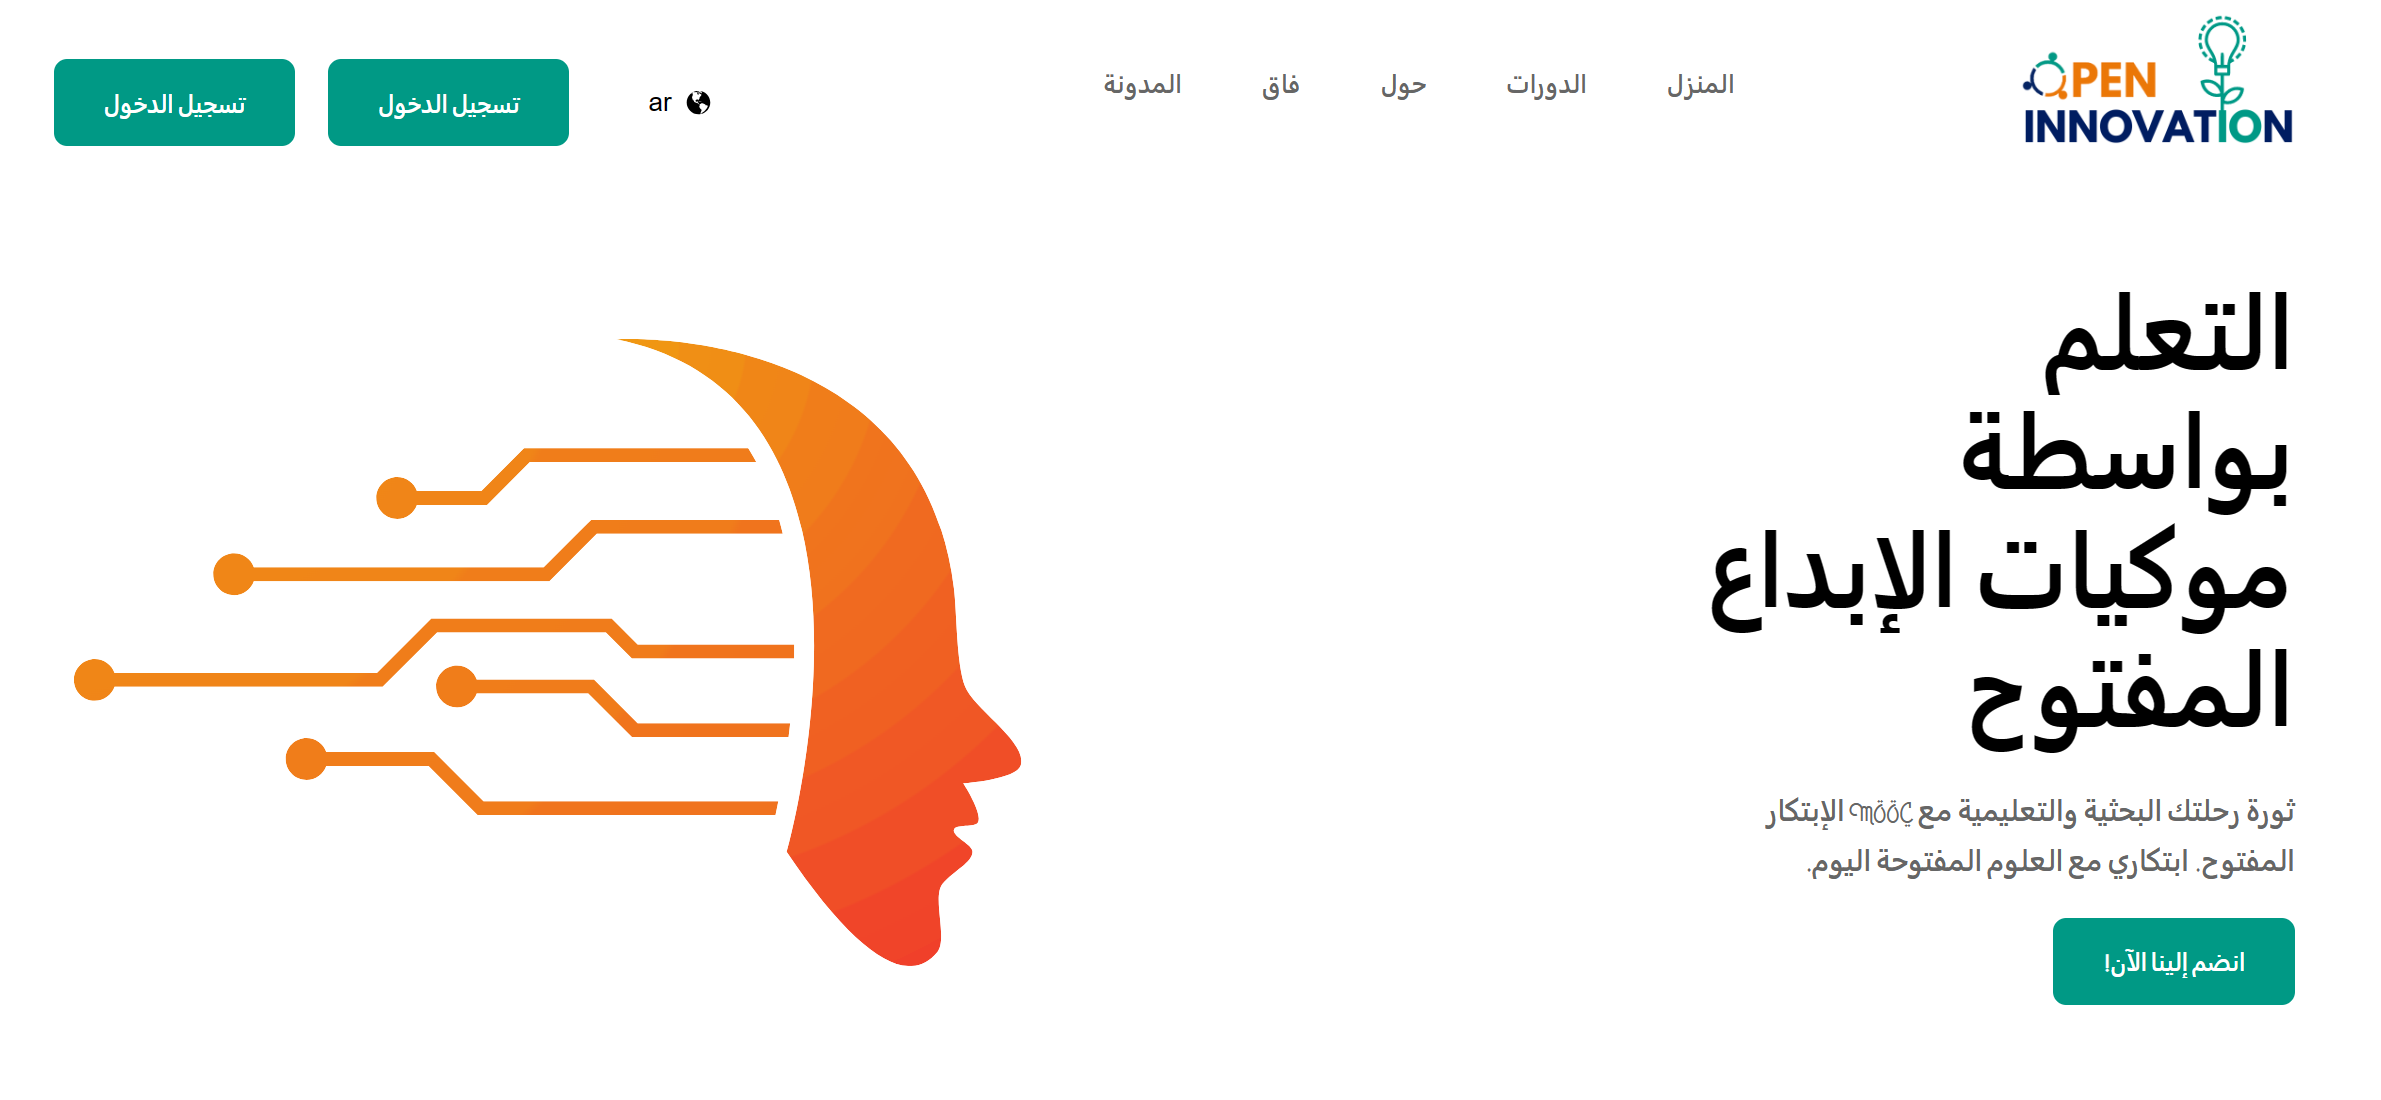 OPEN
INNOVATION
المنزل
الدورات
حول
فاق
المدونة
ar
تسجيل الدخول
تسجيل الدخول
التعلم
بواسطة
موكيات الإبداع
المفتوح
ثورة رحلتك البحثية والتعليمية مع الإبتكار
المفتوح. ابتكاري مع العلوم المفتوحة اليوم.
انضم إلينا الآن!